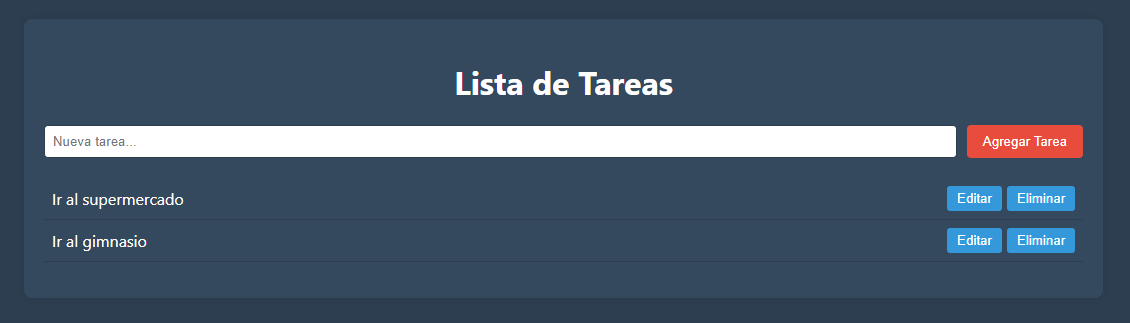 Lista de Tareas
Nueva tarea... Agregar Tarea
Ir al supermercado Editar Eliminar
Ir al gimnasio Editar Eliminar